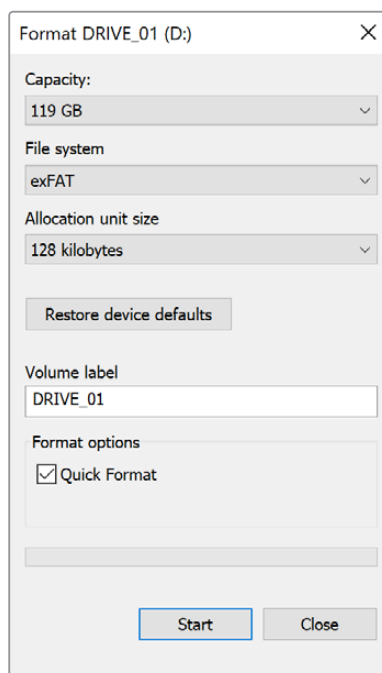 Format DRIVE_01 (D:)
Capacity:
119 GB
File system
exFAT
Allocation unit size
128 kilobytes
Restore device defaults
Volume label
DRIVE_01
Format options
Quick Format
Start Close